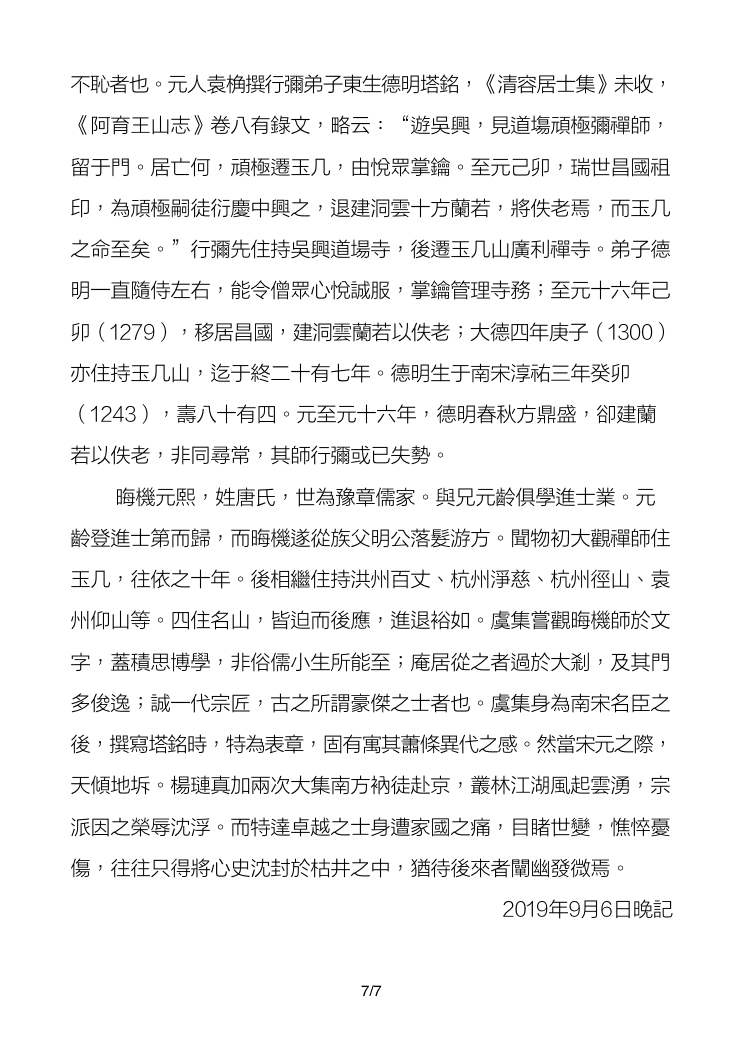 不恥者也。元人袁桷撰行彌弟子東生德明塔銘，《清容居士集》未收，
《阿育王山志》卷八有錄文，略云：“遊吳興，見道塲頑極彌禪師，
留于門。居亡何，頑極遷玉几，由悅眾掌鑰。至元己卯，瑞世昌國祖
印，為頑極嗣徒衍慶中興之，退建洞雲十方蘭若，將佚老焉，而玉几
之命至矣。”行彌先住持吳興道場寺，後遷玉几山廣利禪寺。弟子德
明一直隨侍左右，能令僧眾心悅誠服，掌鑰管理寺務；至元十六年己
卯（1279），移居昌國，建洞雲蘭若以佚老；大德四年庚子（1300）
亦住持玉几山，迄于終二十有七年。德明生于南宋淳祐三年癸卯
（1243），壽八十有四。元至元十六年，德明春秋方鼎盛，卻建蘭
若以佚老，非同尋常，其師行彌或已失勢。
晦機元熙，姓唐氏，世為豫章儒家。與兄元齡俱學進士業。元
齡登進士第而歸，而晦機遂從族父明公落髮游方。聞物初大觀禪師住
玉几，往依之十年。後相繼住持洪州百丈、杭州淨慈、杭州徑山、袁
州仰山等。四住名山，皆迫而後應，進退裕如。虞集嘗觀晦機師於文
字，蓋積思博學，非俗儒小生所能至；庵居從之者過於大剎，及其門
多俊逸；誠一代宗匠，古之所謂豪傑之士者也。虞集身為南宋名臣之
後，撰寫塔銘時，特為表章，固有寓其蕭條異代之感。然當宋元之際，
天傾地坼。楊璉真加兩次大集南方衲徒赴京，叢林江湖風起雲湧，宗
派因之榮辱沈浮。而特達卓越之士身遭家國之痛，目睹世變，憔悴憂
傷，往往只得將心史沈封於枯井之中，猶待後來者闡幽發微焉。
2019年9月6日晚記
7/7